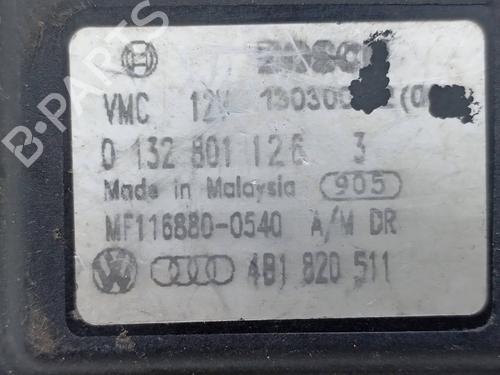 BOSCH
VMC 12V
0 132 801 126 3
Made in Malaysia 905
MF116880-0540 A/M DR
4B1 820 511
B-PARTS